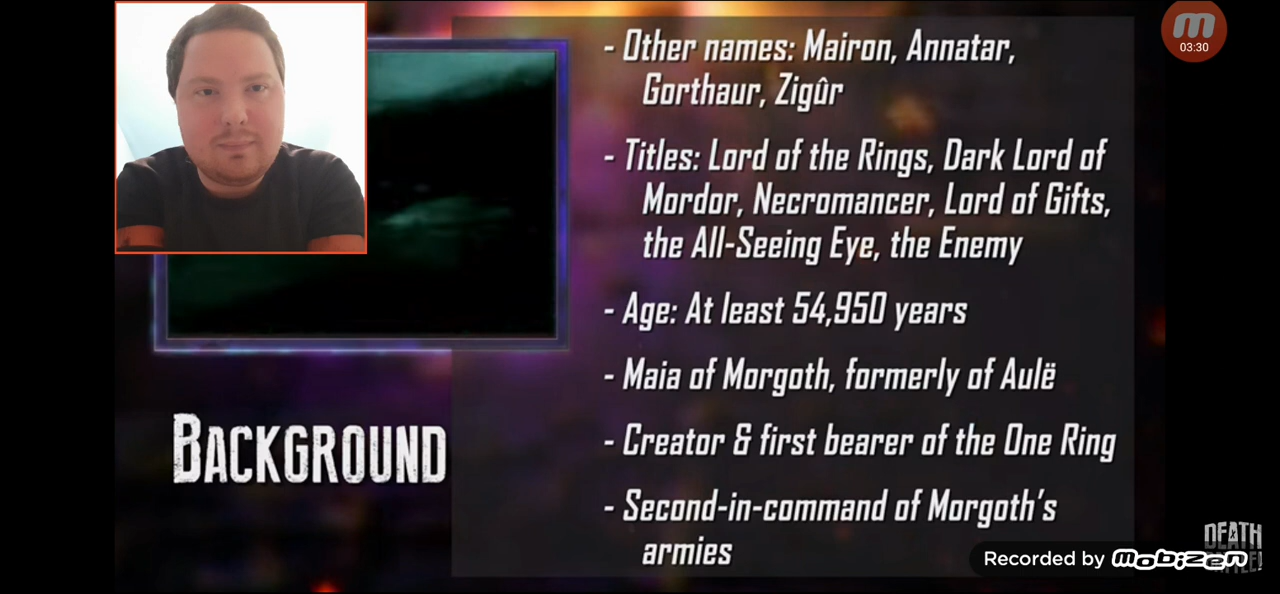 - Other names: Mairon, Annatar,
Gorthaur, Zigûr
- Titles: Lord of the Rings, Dark Lord of
Mordor, Necromancer, Lord of Gifts,
the All-Seeing Eye, the Enemy
- Age: At least 54,950 years
- Maia of Morgoth, formerly of Aulë
- Creator & first bearer of the One Ring
- Second-in-command of Morgoth's
armies
BACKGROUND
03:30
DEATH
Recorded by Mobizen